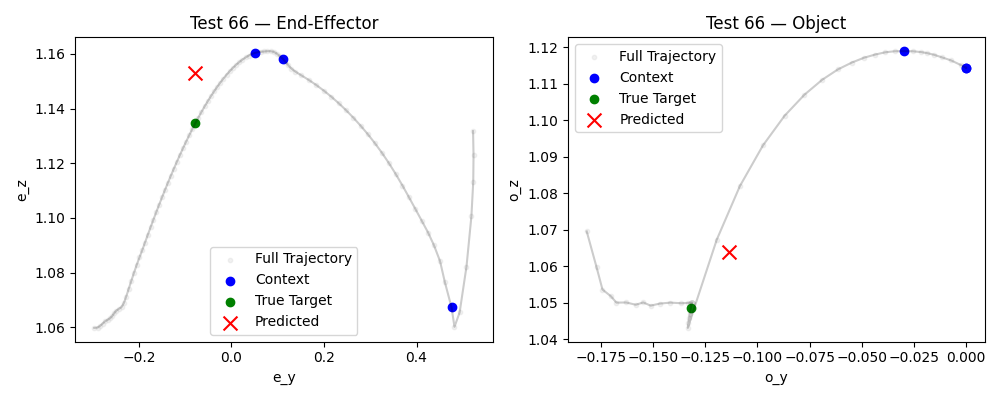 Test 66 — End-Effector
1.16
1.14
1.12
1.10
1.08
1.06
e_z
−0.2
0.0
0.2
0.4
e_y
Full Trajectory
Context
True Target
Predicted
Test 66 — Object
1.12
1.11
1.10
1.09
1.08
1.07
1.06
1.05
1.04
o_z
−0.175
−0.150
−0.125
−0.100
−0.075
−0.050
−0.025
0.000
o_y
Full Trajectory
Context
True Target
Predicted